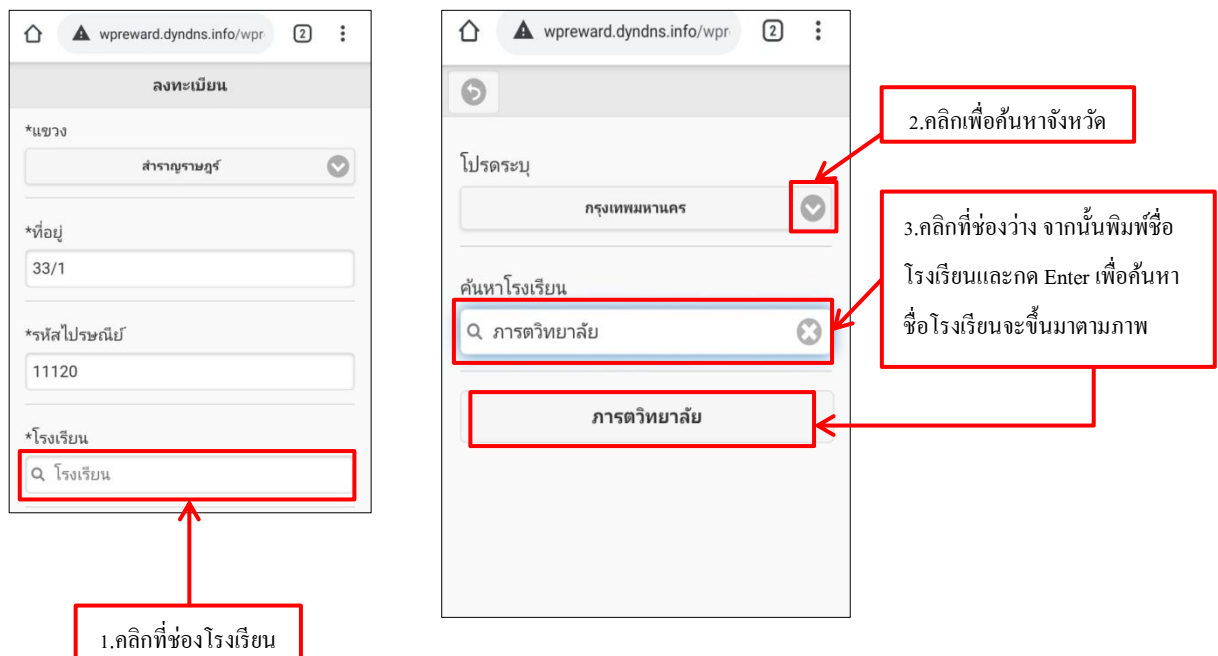 wpreward.dyndns.info/wpr
2
ลงทะเบียน
*แขวง
สำราญราษฎร์
*ที่อยู่
33/1
*รหัสไปรษณีย์
11120
*โรงเรียน
โรงเรียน
1.คลิกที่ช่องโรงเรียน
wpreward.dyndns.info/wpr
2
โปรดระบุ
กรุงเทพมหานคร
ค้นหาโรงเรียน
ภารตวิทยาลัย
ภารตวิทยาลัย
2.คลิกเพื่อค้นหาจังหวัด
3.คลิกที่ช่องว่าง จากนั้นพิมพ์ชื่อ
โรงเรียนและกด Enter เพื่อค้นหา
ชื่อโรงเรียนจะขึ้นมาตามภาพ